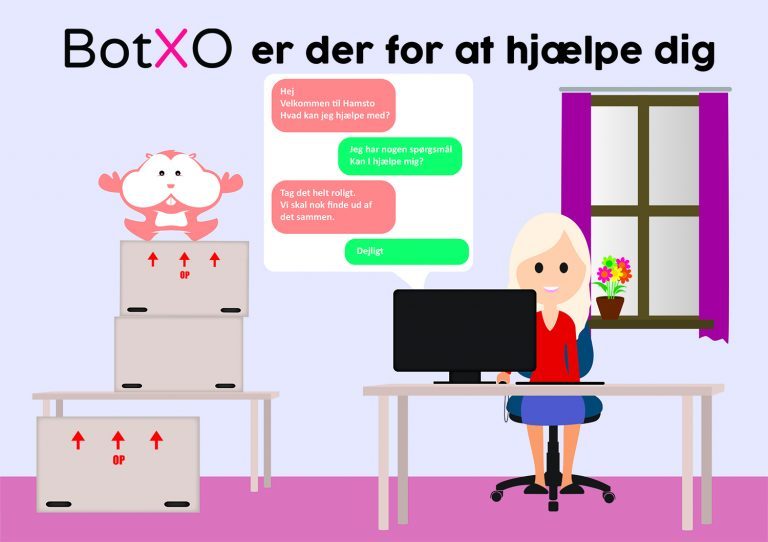 BotXO er der for at hjælpe dig
Hej
Velkommen til Hamsto
Hvad kan jeg hjælpe med?
Jeg har nogen spørgsmål
Kan I hjælpe mig?
Tag det helt roligt.
Vi skal nok finde ud af
det sammen.
Dejligt
OP
OP